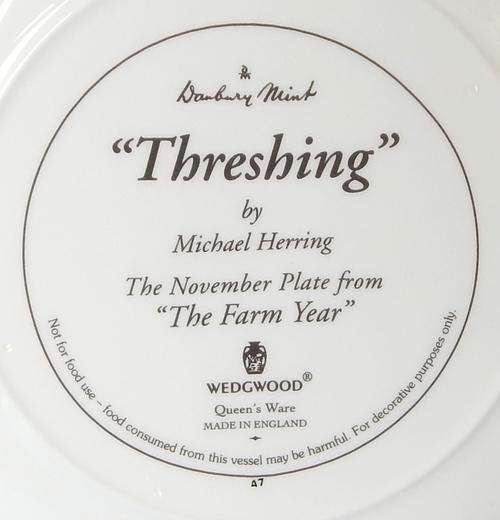 Danbury Mint
“Threshing”
by
Michael Herring
The November Plate from
“The Farm Year”
WEDGWOOD®
Queen's Ware
MADE IN ENGLAND
Not for food use – food consumed from this vessel may be harmful. For decorative purposes only.
A7